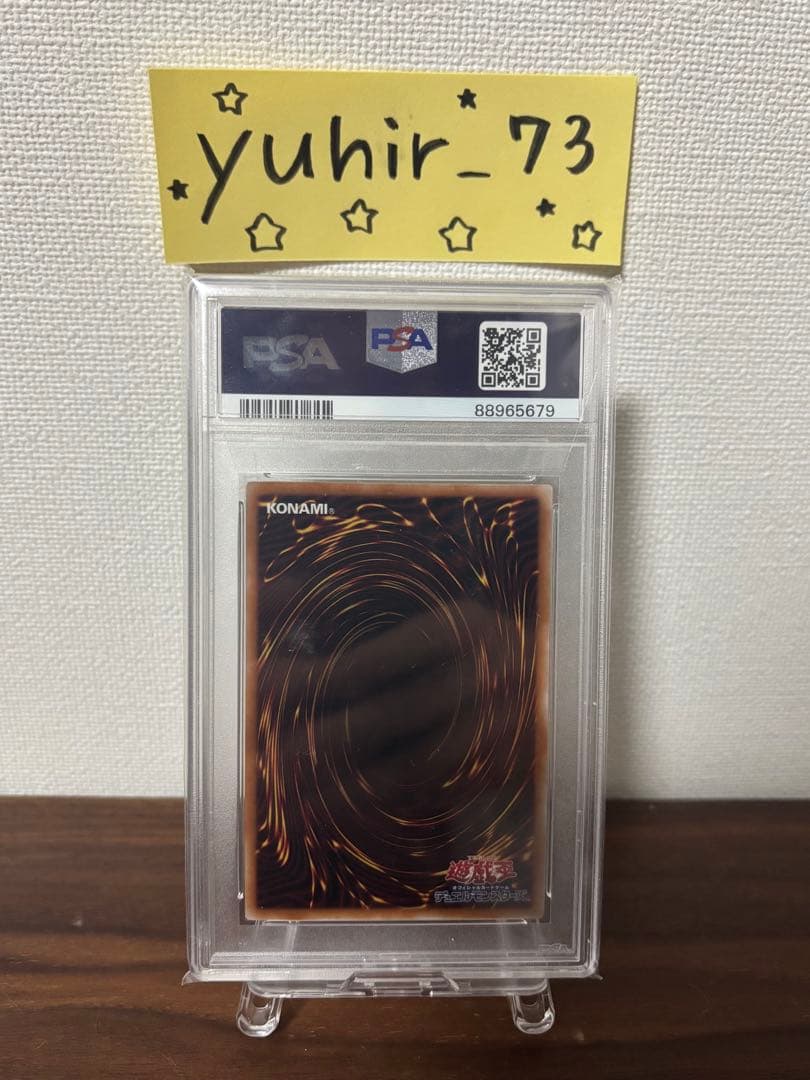 yuhir_73
PSA PSA
88965679
KONAMI®
遊戯王
オフィシャルカードゲーム
デュエルモンスターズ